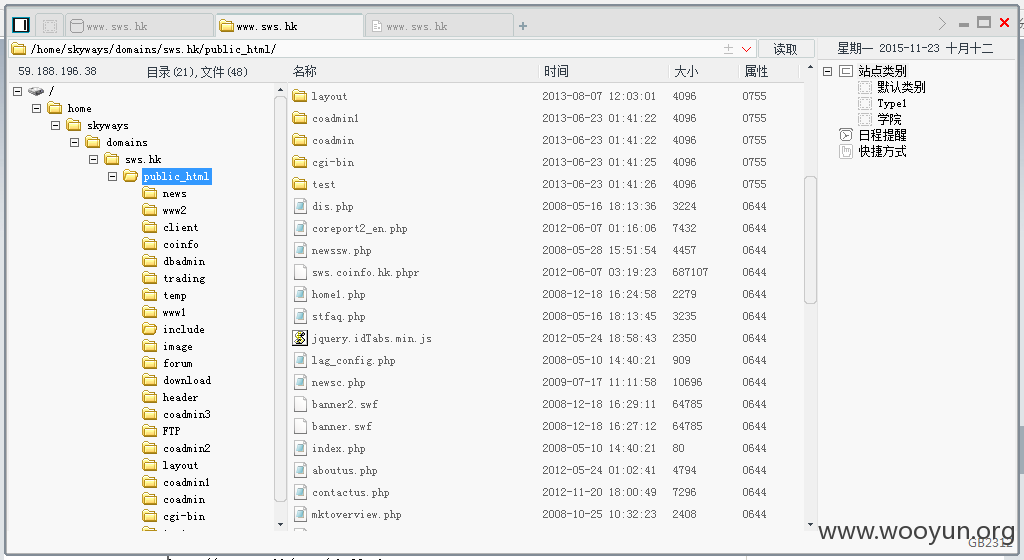 www.sws.hk
www.sws.hk
www.sws.hk
+
/home/skyways/domains/sws.hk/public_html/
读取
星期一 2015-11-23 十月十二
59.188.196.38
目录(21),文件(48)
名称 时间 大小 属性
/
home
skyways
domains
sws.hk
public_html
news
www2
client
coinfo
dbadmin
trading
temp
www1
include
image
forum
download
header
coadmin3
FTP
coadmin2
layout
coadmin1
coadmin
cgi-bin
layout 2013-08-07 12:03:01 4096 0755
coadmin1 2013-06-23 01:41:22 4096 0755
coadmin 2013-06-23 01:41:22 4096 0755
cgi-bin 2013-06-23 01:41:25 4096 0755
test 2013-06-23 01:41:26 4096 0755
dis.php 2008-05-16 18:13:36 3224 0644
coreport2_en.php 2012-06-07 01:16:06 7432 0644
newssw.php 2008-05-28 15:51:54 4457 0644
sws.coinfo.hk.phpr 2012-06-07 03:19:23 687107 0644
home1.php 2008-12-18 16:24:58 2279 0644
stfaq.php 2008-05-16 18:13:45 3235 0644
jquery.idTabs.min.js 2012-05-24 18:58:43 2350 0644
lag_config.php 2008-05-10 14:40:21 909 0644
newsc.php 2009-07-17 11:11:58 10696 0644
banner2.swf 2008-12-18 16:29:11 64785 0644
banner.swf 2008-12-18 16:27:12 64785 0644
index.php 2008-05-10 14:40:21 80 0644
aboutus.php 2012-05-24 01:02:41 4794 0644
contactus.php 2012-11-20 18:00:49 7296 0644
mktoverview.php 2008-10-25 10:32:23 2408 0644
站点类别
默认类别
Type1
学院
日程提醒
快捷方式
www.wooyun.org
GB2312